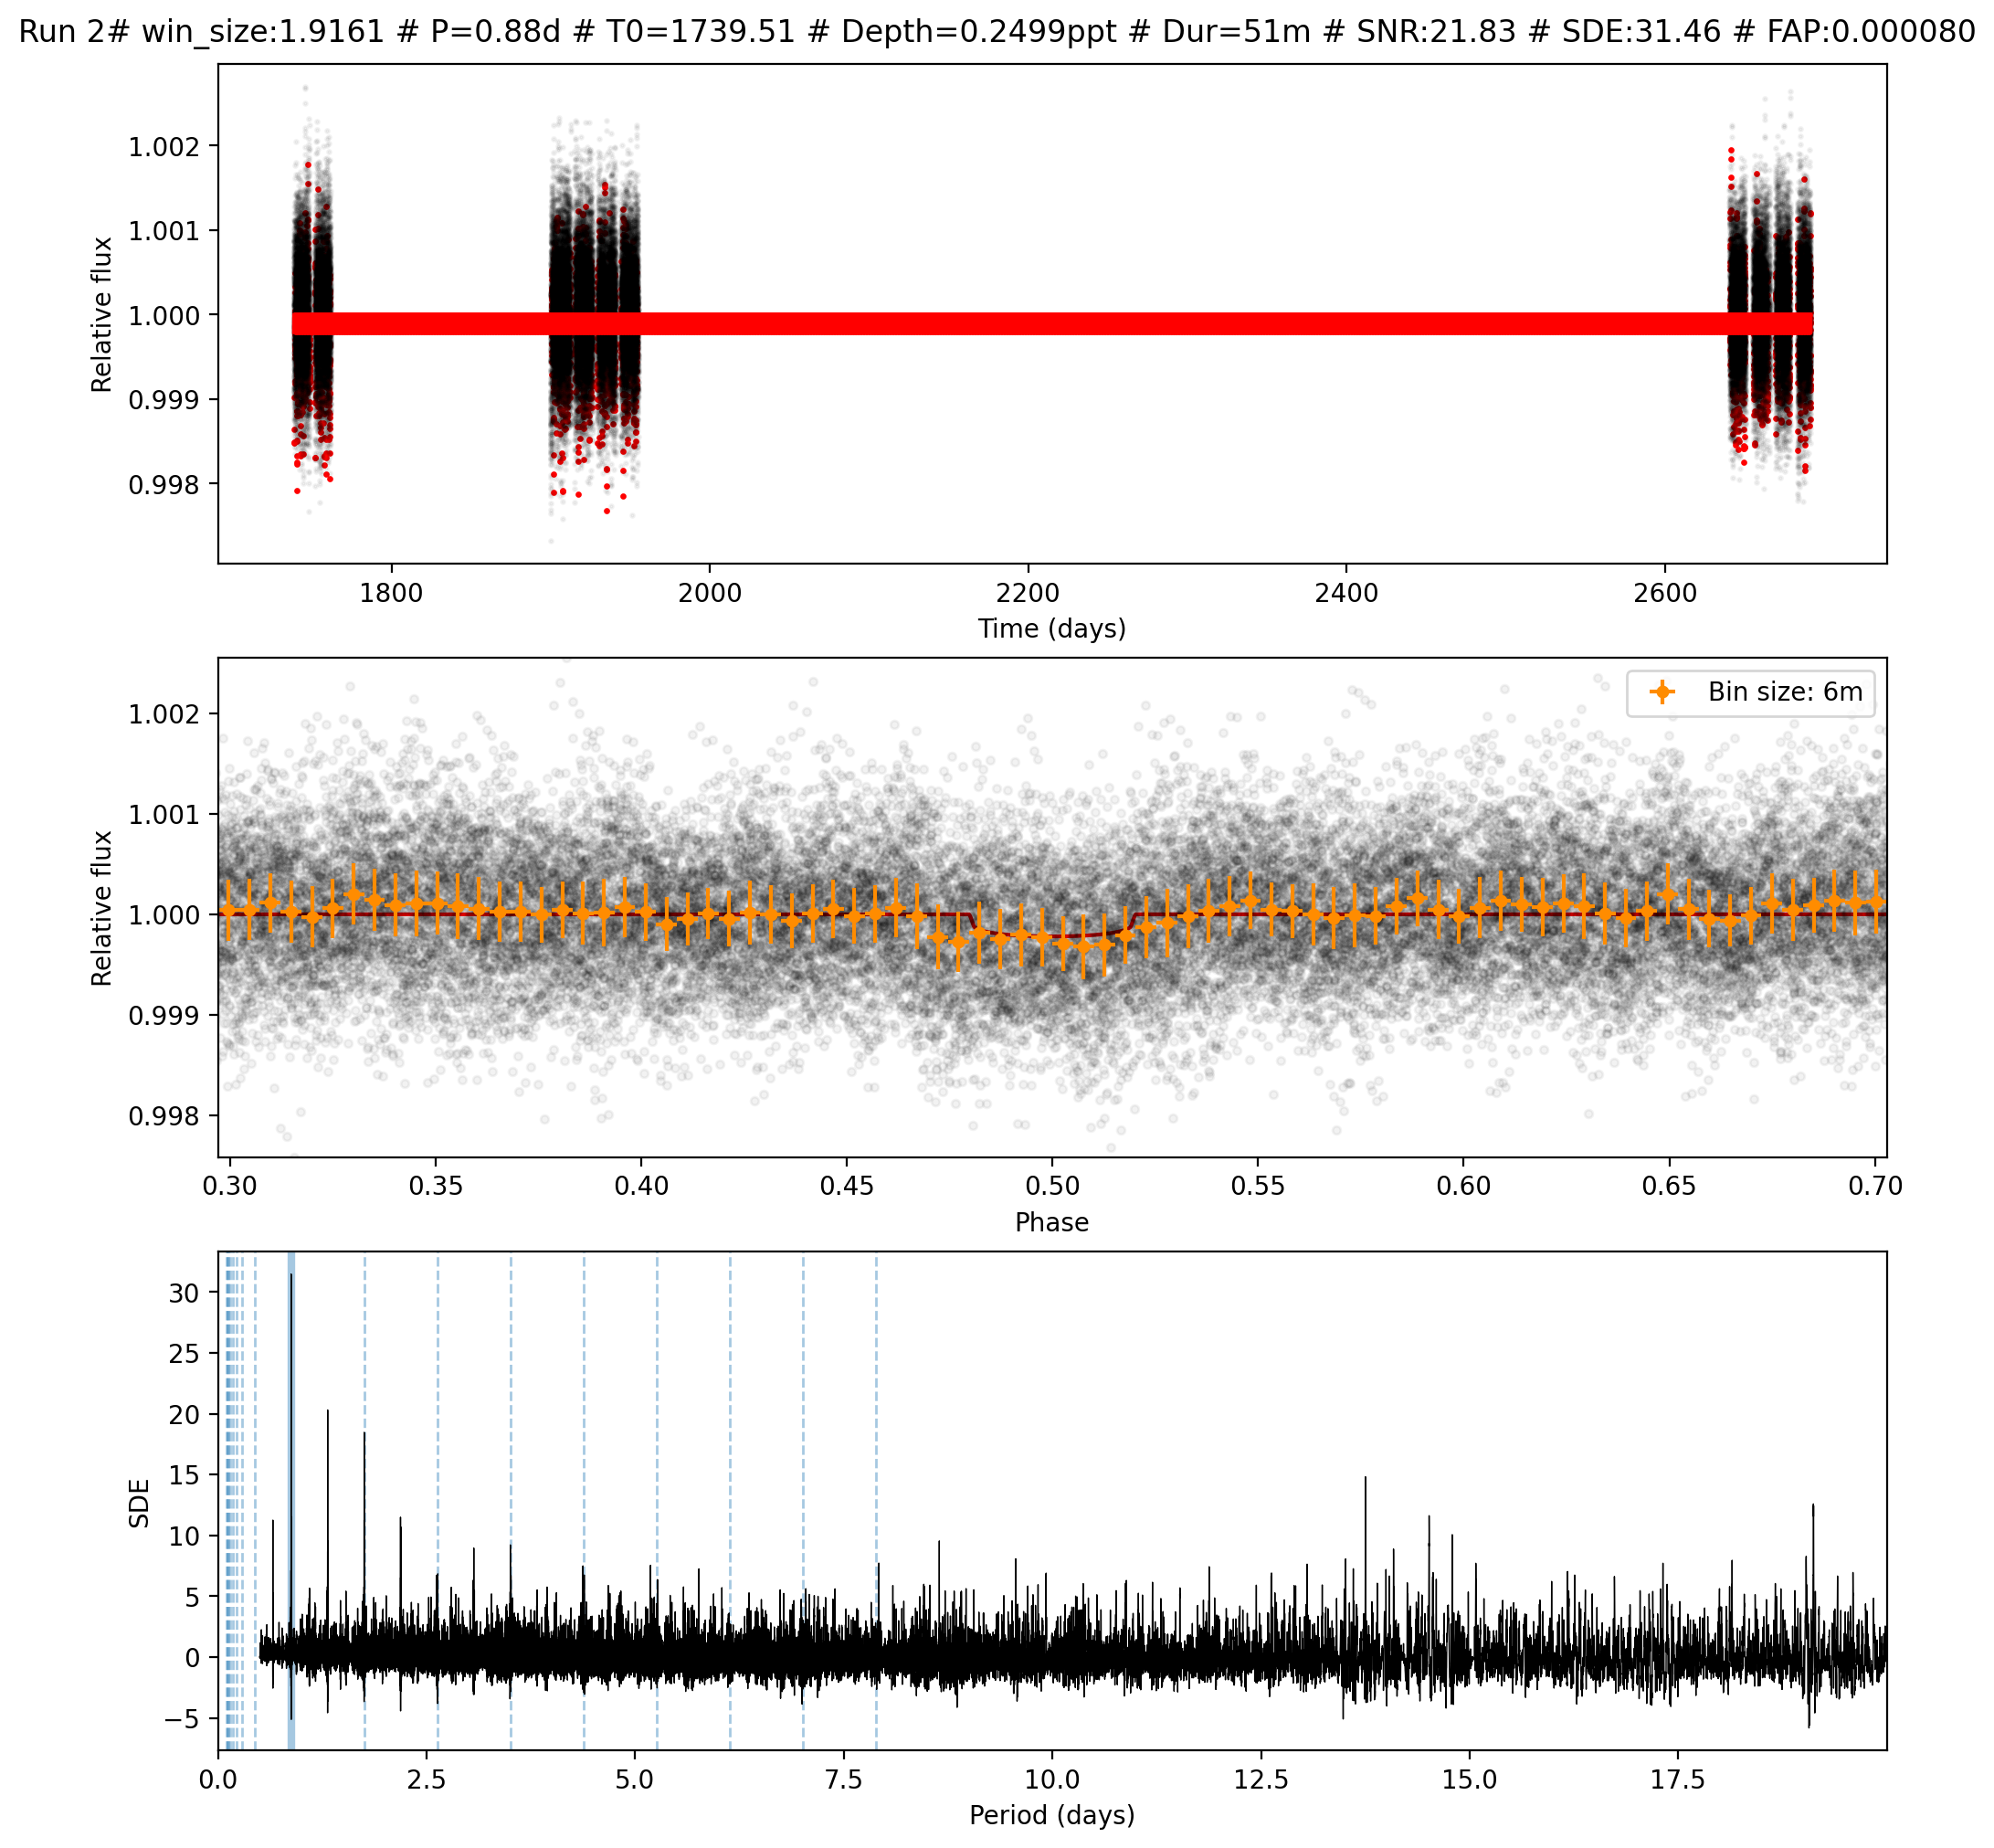 Run 2# win_size:1.9161 # P=0.88d # T0=1739.51 # Depth=0.2499ppt # Dur=51m # SNR:21.83 # SDE:31.46 # FAP:0.000080
1.002
1.001
1.000
0.999
0.998
Relative flux
1800 2000 2200 2400 2600
Time (days)
Bin size: 6m
1.002
1.001
1.000
0.999
0.998
Relative flux
0.30 0.35 0.40 0.45 0.50 0.55 0.60 0.65 0.70
Phase
30
25
20
15
10
5
0
−5
SDE
0.0 2.5 5.0 7.5 10.0 12.5 15.0 17.5
Period (days)